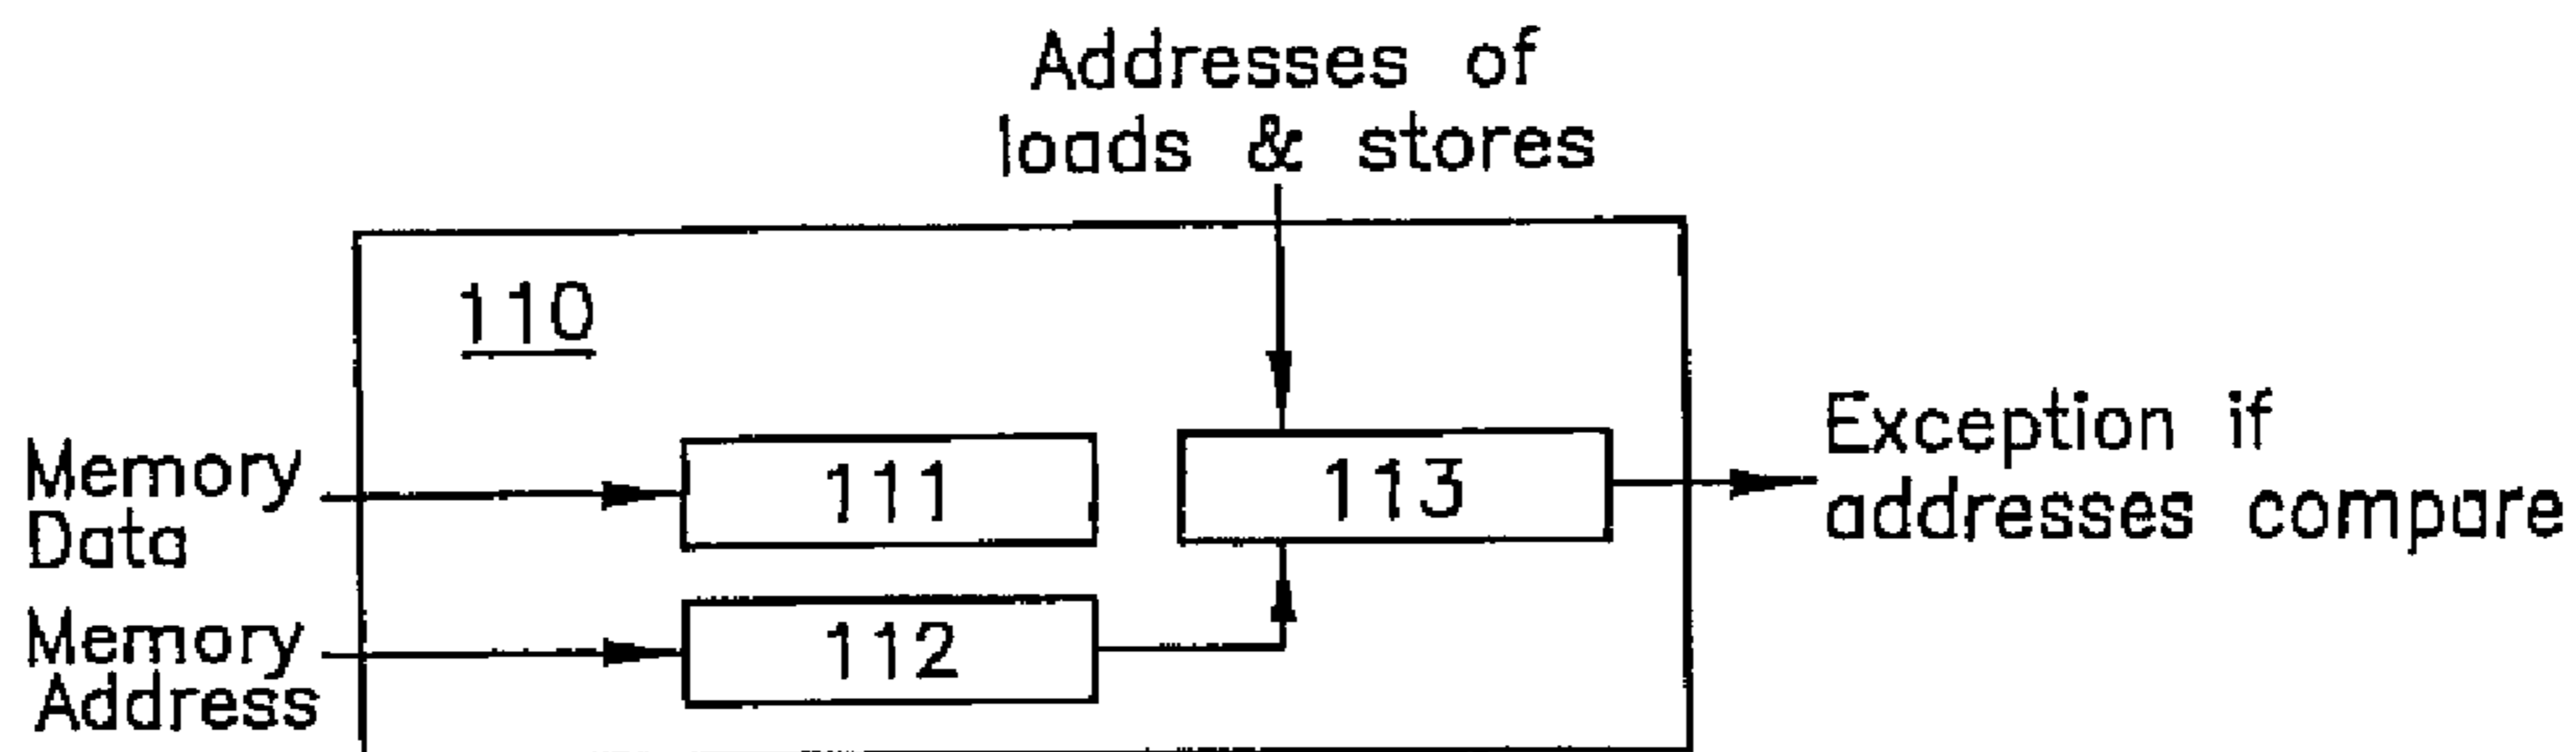 Addresses of
loads & stores
110
Memory
Data
111
113
Exception if
addresses compare
Memory
Address
112